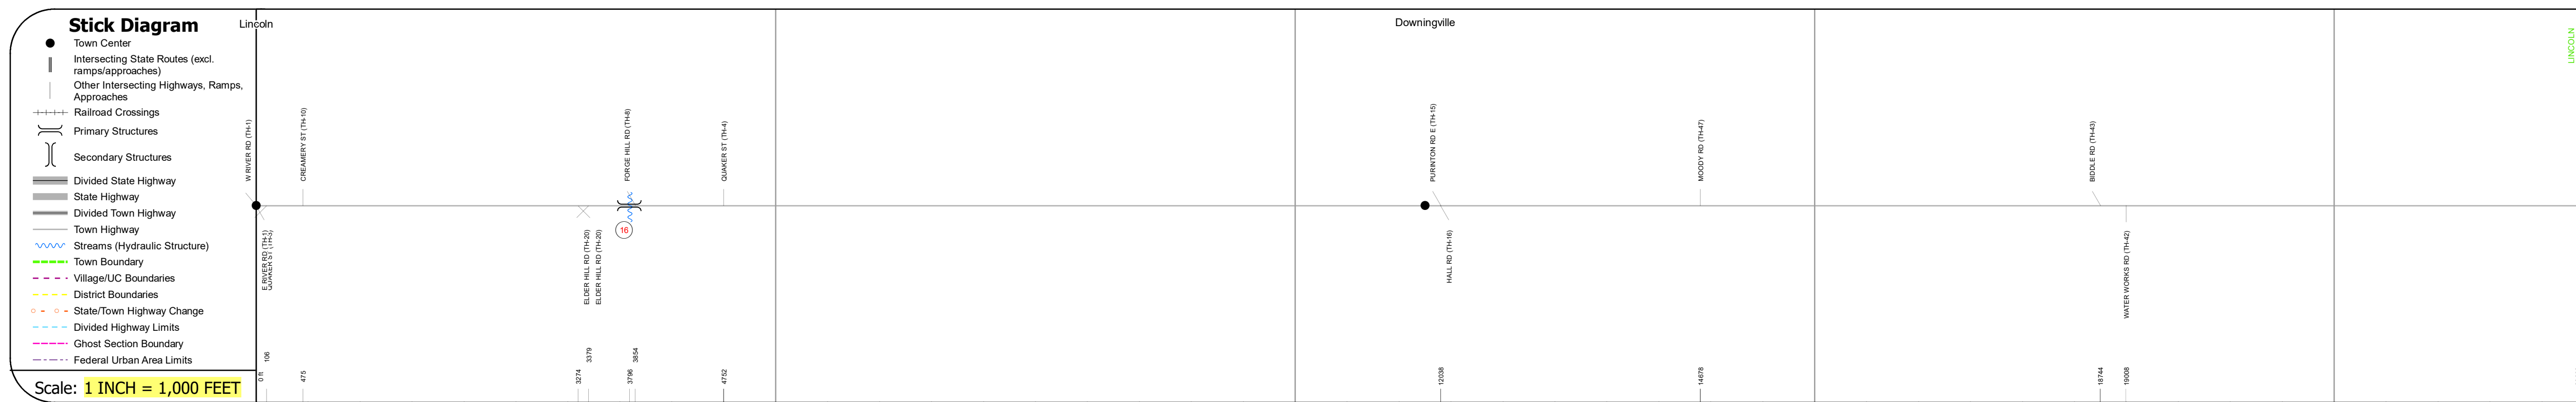 Stick Diagram
Town Center
Intersecting State Routes (excl.
ramps/approaches)
Other Intersecting Highways, Ramps,
Approaches
Railroad Crossings
Primary Structures
Secondary Structures
Divided State Highway
State Highway
Divided Town Highway
Town Highway
Streams (Hydraulic Structure)
Town Boundary
Village/UC Boundaries
District Boundaries
State/Town Highway Change
Divided Highway Limits
Ghost Section Boundary
Federal Urban Area Limits
Scale: 1 INCH = 1,000 FEET
Lincoln
Downingville
LINCOLN
W RIVER RD (TH-1)
CREAMERY ST (TH-10)
FORGE HILL RD (TH-8)
QUAKER ST (TH-4)
PURINTON RD E (TH-15)
MOODY RD (TH-47)
BIDDLE RD (TH-43)
E RIVER RD (TH-1)
QUAKER ST (TH-3)
ELDER HILL RD (TH-20)
ELDER HILL RD (TH-20)
16
HALL RD (TH-16)
WATER WORKS RD (TH-42)
0 ft
106
475
3274
3379
3796
3854
4752
12038
14678
18744
19008